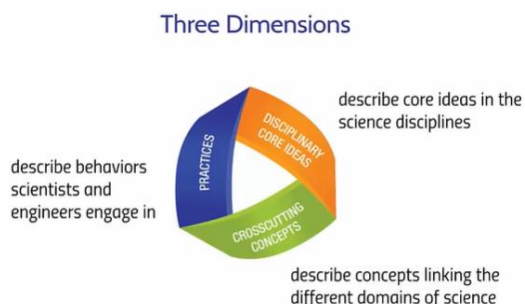 Three Dimensions
describe core ideas in the
science disciplines
DISCIPLINARY
CORE IDEAS
PRACTICES
describe behaviors
scientists and
engineers engage in
CROSSCUTTING
CONCEPTS
describe concepts linking the
different domains of science